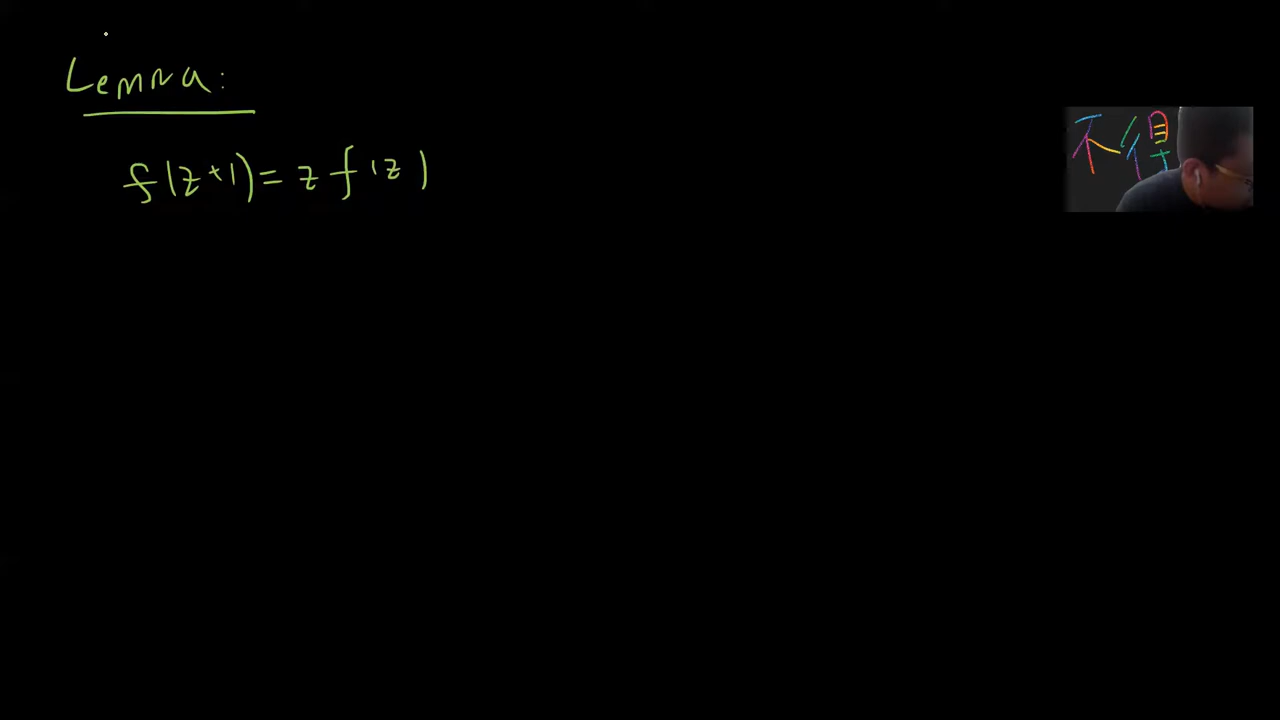 Lemma:
f(z+1) = z f(z)
不得